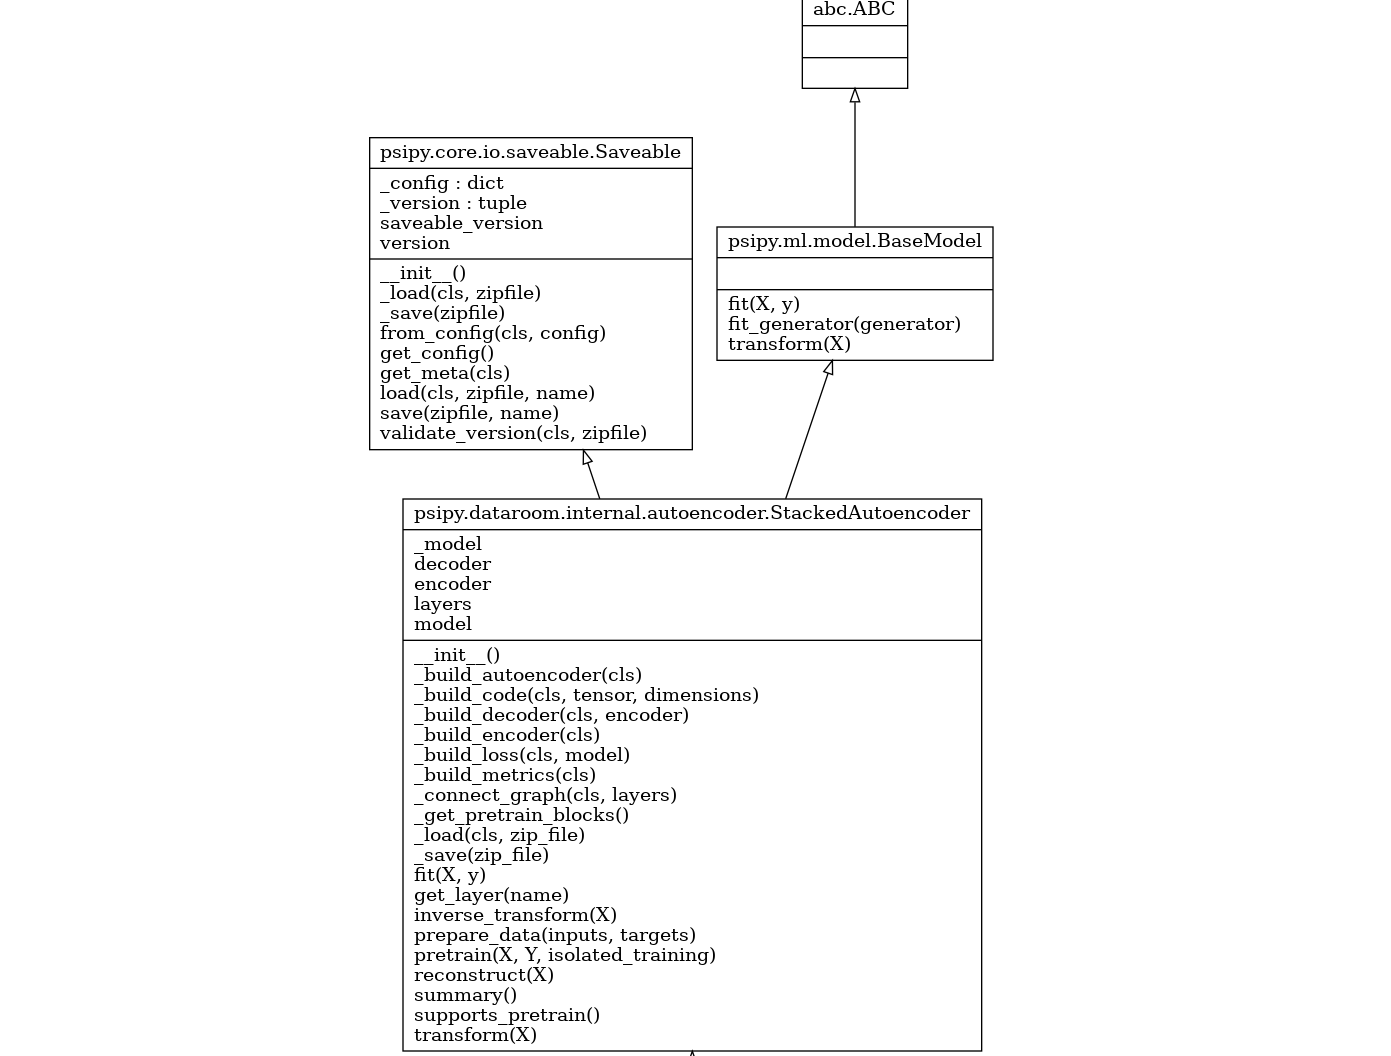 abc.ABC
psipy.core.io.saveable.Saveable
_config : dict
_version : tuple
saveable_version
version
__init__()
_load(cls, zipfile)
_save(zipfile)
from_config(cls, config)
get_config()
get_meta(cls)
load(cls, zipfile, name)
save(zipfile, name)
validate_version(cls, zipfile)
psipy.ml.model.BaseModel
fit(X, y)
fit_generator(generator)
transform(X)
psipy.dataroom.internal.autoencoder.StackedAutoencoder
_model
decoder
encoder
layers
model
__init__()
_build_autoencoder(cls)
_build_code(cls, tensor, dimensions)
_build_decoder(cls, encoder)
_build_encoder(cls)
_build_loss(cls, model)
_build_metrics(cls)
_connect_graph(cls, layers)
_get_pretrain_blocks()
_load(cls, zip_file)
_save(zip_file)
fit(X, y)
get_layer(name)
inverse_transform(X)
prepare_data(inputs, targets)
pretrain(X, Y, isolated_training)
reconstruct(X)
summary()
supports_pretrain()
transform(X)